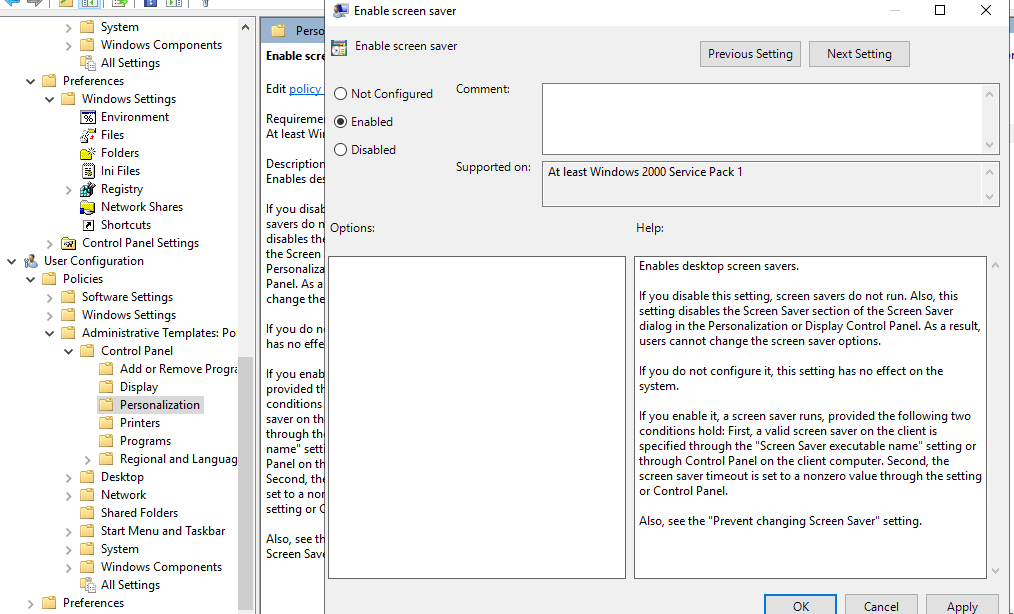 Enable screen saver
System
Windows Components
All Settings
Preferences
Windows Settings
Environment
Files
Folders
Ini Files
Registry
Network Shares
Shortcuts
Control Panel Settings
User Configuration
Policies
Software Settings
Windows Settings
Administrative Templates: Po
Control Panel
Add or Remove Progra
Display
Personalization
Printers
Programs
Regional and Languag
Desktop
Network
Shared Folders
Start Menu and Taskbar
System
Windows Components
All Settings
Preferences
Perso
Enable scre
Edit policy
Requireme
At least Wi
Description
Enables des
If you disab
savers do n
disables the
the Screen
Personaliza
Panel. As a
change the
If you do n
has no effe
If you enab
provided th
conditions
saver on the
through the
name" setti
Panel on th
Second, the
set to a non
setting or C
Also, see th
Screen Save
Enable screen saver
Previous Setting
Next Setting
Not Configured
Enabled
Disabled
Comment:
Supported on:
At least Windows 2000 Service Pack 1
Options:
Help:
Enables desktop screen savers.
If you disable this setting, screen savers do not run. Also, this
setting disables the Screen Saver section of the Screen Saver
dialog in the Personalization or Display Control Panel. As a result,
users cannot change the screen saver options.
If you do not configure it, this setting has no effect on the
system.
If you enable it, a screen saver runs, provided the following two
conditions hold: First, a valid screen saver on the client is
specified through the "Screen Saver executable name" setting or
through Control Panel on the client computer. Second, the
screen saver timeout is set to a nonzero value through the setting
or Control Panel.
Also, see the "Prevent changing Screen Saver" setting.
OK
Cancel
Apply